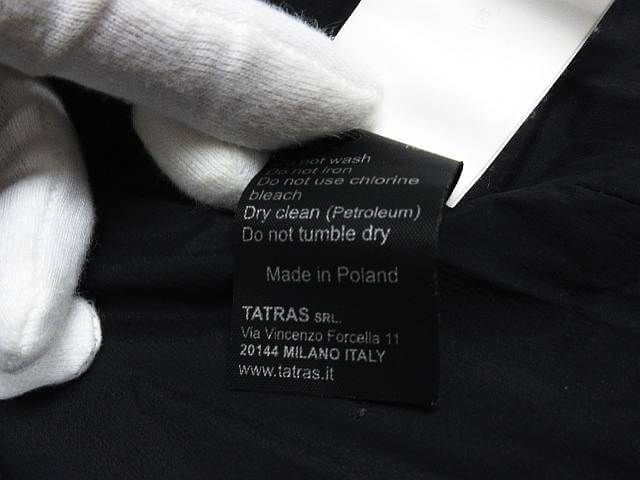 Do not wash
Do not iron
Do not use chlorine
bleach
Dry clean (Petroleum)
Do not tumble dry
Made in Poland
TATRAS SRL.
Via Vincenzo Forcella 11
20144 MILANO ITALY
www.tatras.it